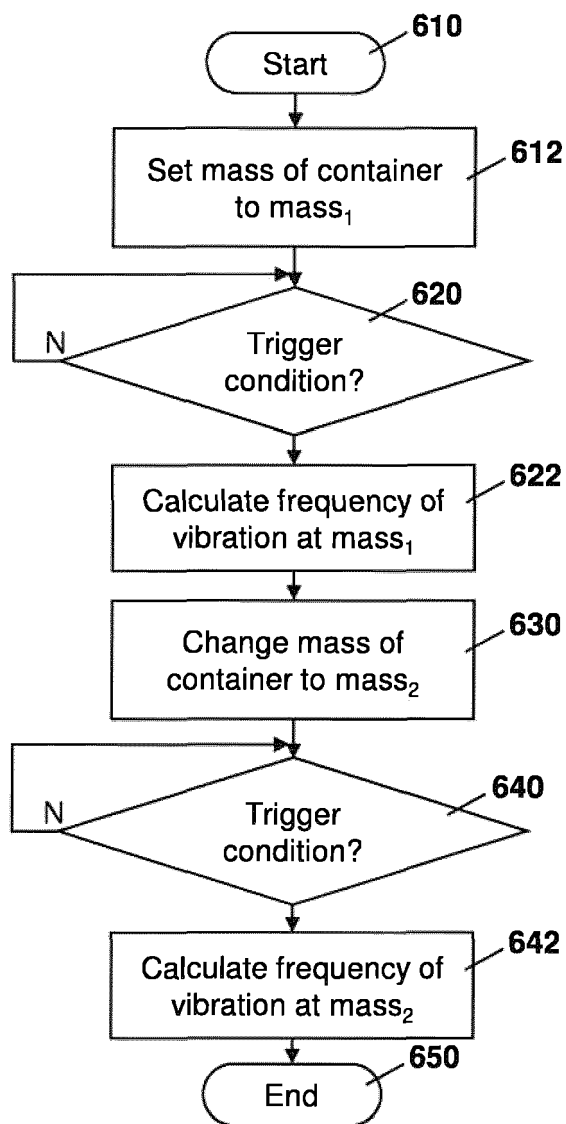 610
Start
612
Set mass of container
to mass₁
620
N
Trigger
condition?
622
Calculate frequency of
vibration at mass₁
630
Change mass of
container to mass₂
640
N
Trigger
condition?
642
Calculate frequency of
vibration at mass₂
650
End